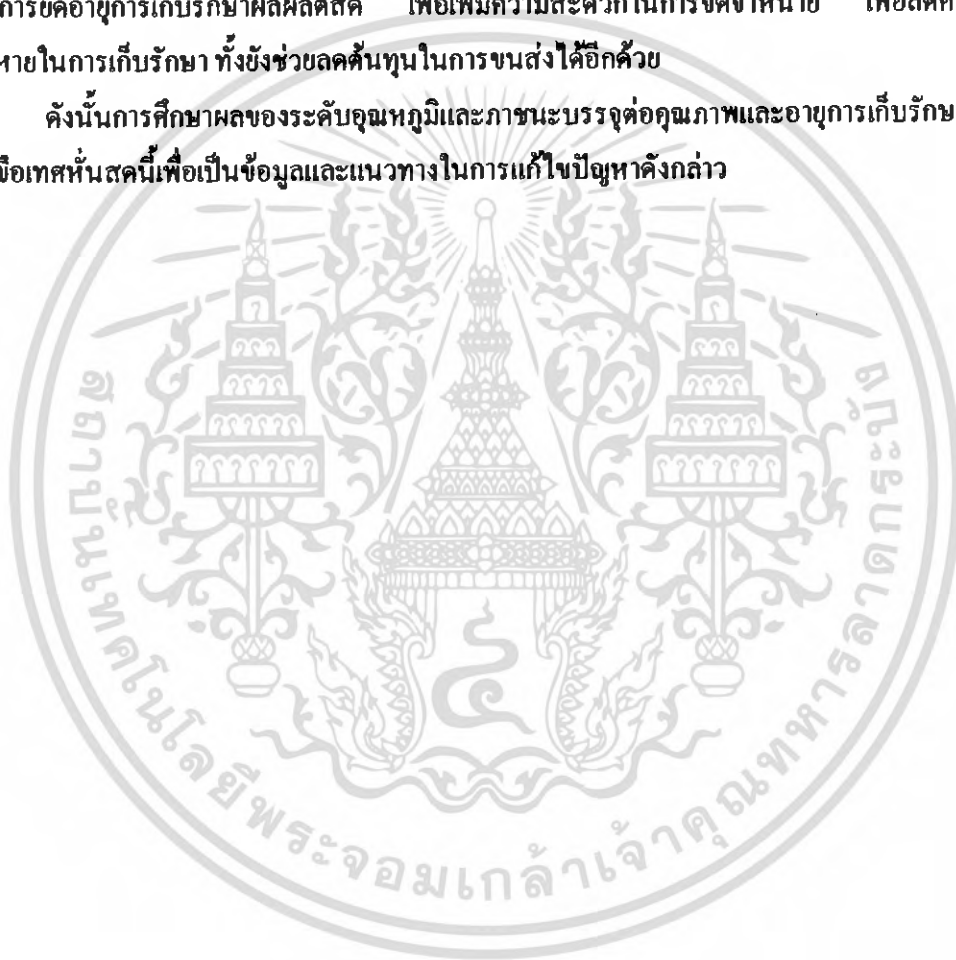 การยืดอายุการเก็บรักษาผลผลิตสด เพื่อเพิ่มความสะดวกในการจัดจำหน่าย
หายในการเก็บรักษา ทั้งยังช่วยลดต้นทุนในการขนส่งได้อีกด้วย
ดังนั้นการศึกษาผลของระดับอุณหภูมิและภาชนะบรรจุต่อคุณภาพและอายุการเก็บรักษ
เขือเทศหั่นสดนี้เพื่อเป็นข้อมูลและแนวทางในการแก้ไขปัญหาดังกล่าว
สถาบันเทคโนโลยีพระจอมเกล้าเจ้าคุณทหารลาดกระบัง
๔